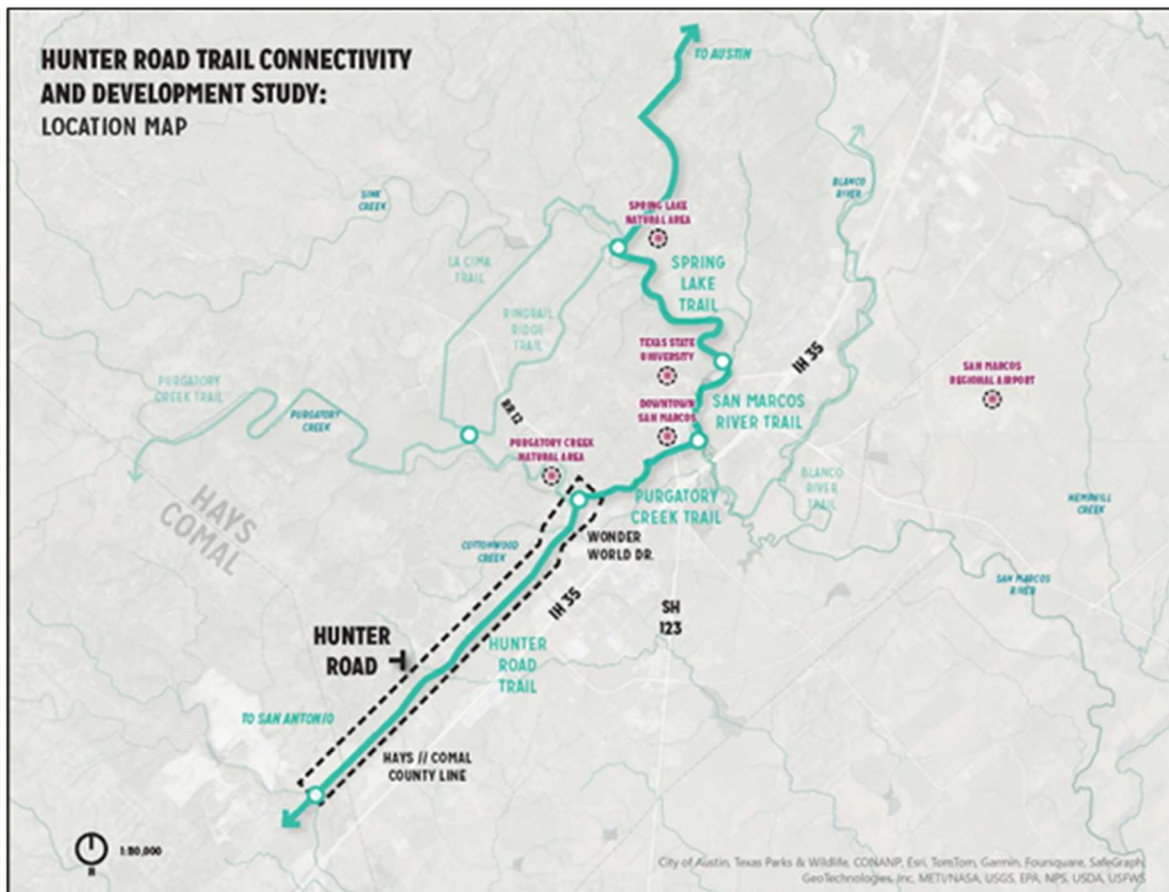 HUNTER ROAD TRAIL CONNECTIVITY
AND DEVELOPMENT STUDY:
LOCATION MAP
TO AUSTIN
SINK
CREEK
BLANCO
RIVER
SPRING LAKE
NATURAL AREA
LA CIMA
TRAIL
SPRING
LAKE
TRAIL
RINGTAIL
RIDGE
TRAIL
TEXAS STATE
UNIVERSITY
IH 35
SAN MARCOS
REGIONAL AIRPORT
PURGATORY
CREEK TRAIL
PURGATORY
CREEK
RR 12
DOWNTOWN
SAN MARCOS
SAN MARCOS
RIVER TRAIL
PURGATORY CREEK
NATURAL AREA
BLANCO
RIVER
TRAIL
HAYS
COMAL
PURGATORY
CREEK TRAIL
HEMPHILL
CREEK
COTTONWOOD
CREEK
WONDER
WORLD DR.
SAN MARCOS
RIVER
IH 35
SH
123
HUNTER
ROAD
HUNTER
ROAD
TRAIL
TO SAN ANTONIO
HAYS // COMAL
COUNTY LINE
N
1:50,000
City of Austin, Texas Parks & Wildlife, CONANP, Esri, TomTom, Garmin, Foursquare, SafeGraph,
GeoTechnologies, Inc, METI/NASA, USGS, EPA, NPS, USDA, USFWS